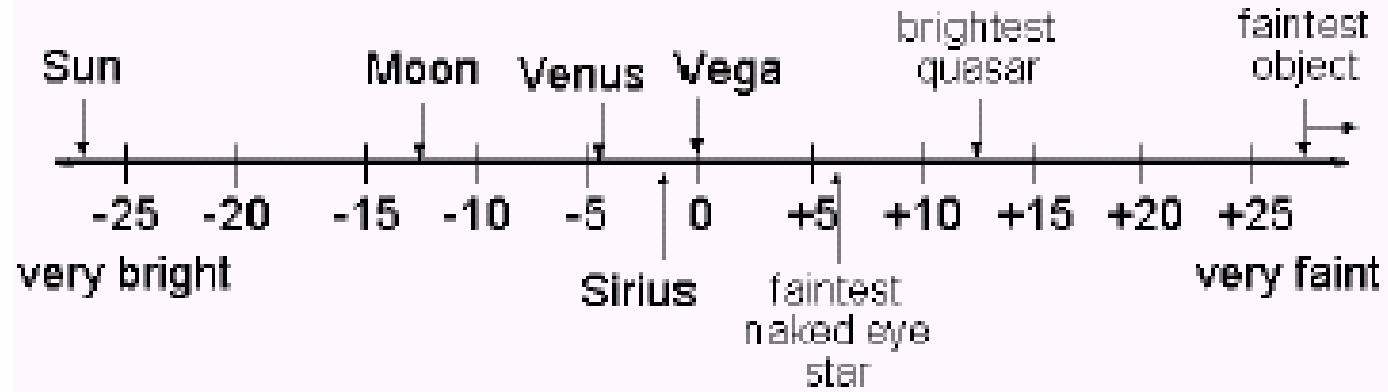 brightest
quasar
faintest
object
Sun
Moon
Venus
Vega
-25 -20 -15 -10 -5 0 +5 +10 +15 +20 +25
very bright
very faint
Sirius
faintest
naked eye
star